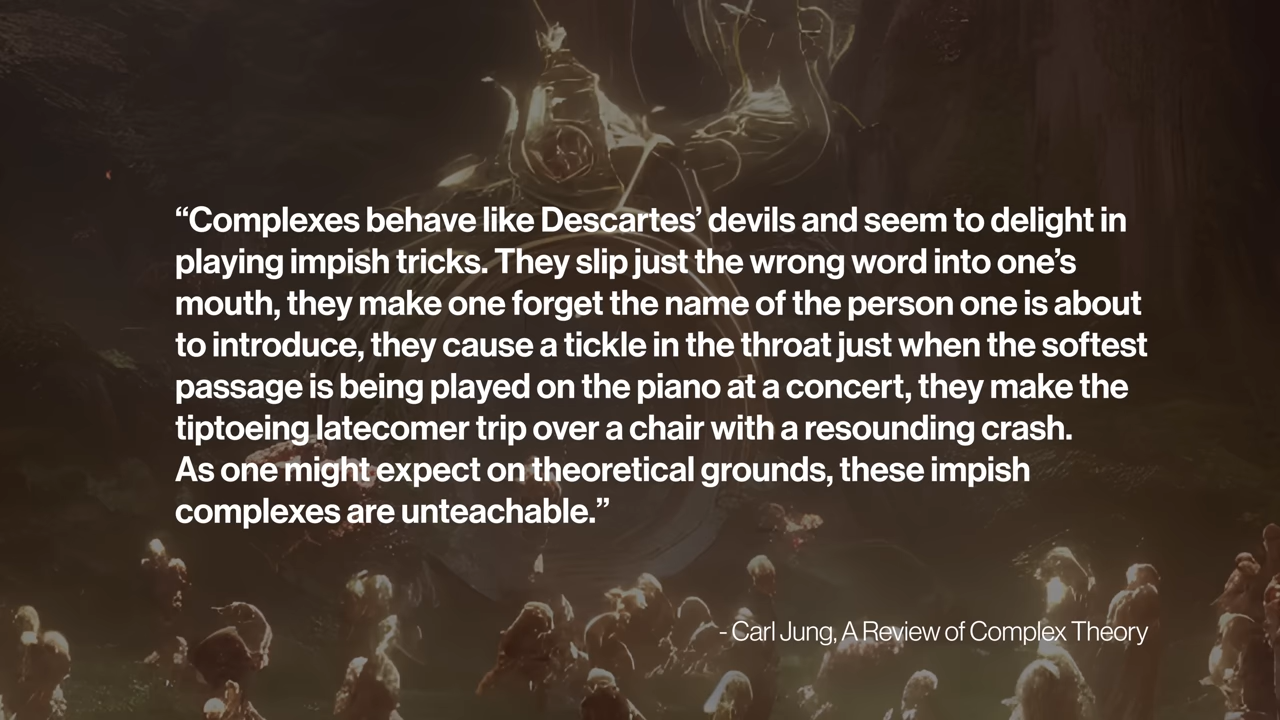 “Complexes behave like Descartes’ devils and seem to delight in
playing impish tricks. They slip just the wrong word into one’s
mouth, they make one forget the name of the person one is about
to introduce, they cause a tickle in the throat just when the softest
passage is being played on the piano at a concert, they make the
tiptoeing latecomer trip over a chair with a resounding crash.
As one might expect on theoretical grounds, these impish
complexes are unteachable.”
- Carl Jung, A Review of Complex Theory